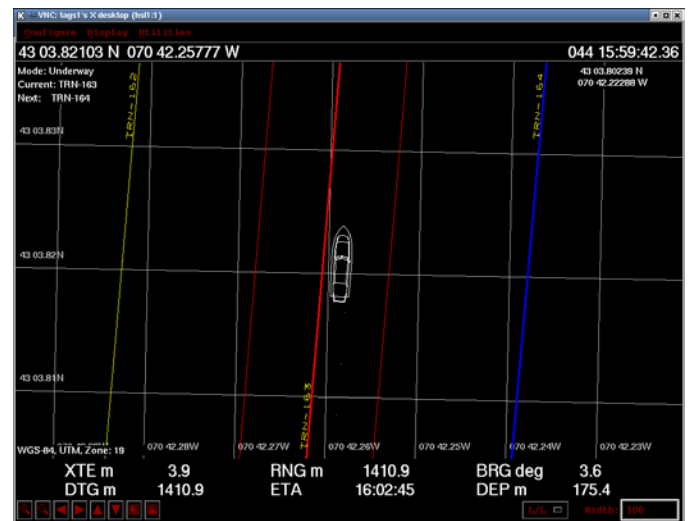 VNC: tags1's X desktop (hsl1:1)
Configure Display Utilities
43 03.82103 N 070 42.25777 W 044 15:59:42.36
Mode: Underway
Current: TRN-163
Next: TRN-164
43 03.80239 N
070 42.22288 W
TRN-162
TRN-164
43 03.83N
43 03.82N
43 03.81N
TRN-163
WGS-84, UTM, Zone: 19
070 42.28W 070 42.27W 070 42.26W 070 42.25W 070 42.24W 070 42.23W
XTE m 3.9 RNG m 1410.9 BRG deg 3.6
DTG m 1410.9 ETA 16:02:45 DEP m 175.4
L/L Width: 100